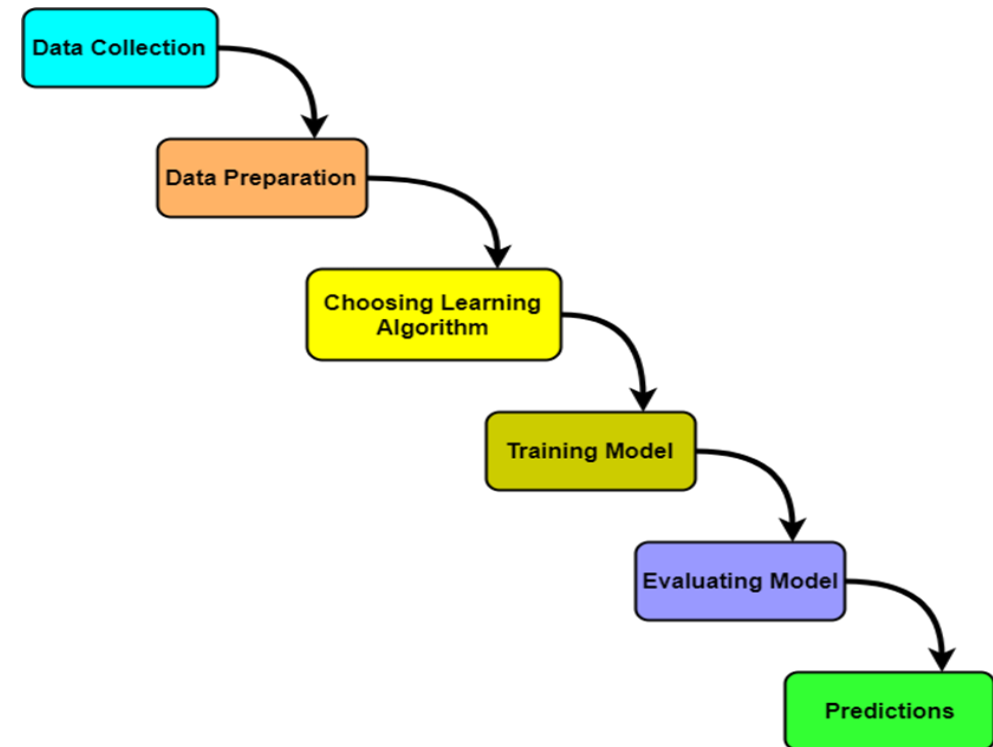 Data Collection
Data Preparation
Choosing Learning
Algorithm
Training Model
Evaluating Model
Predictions